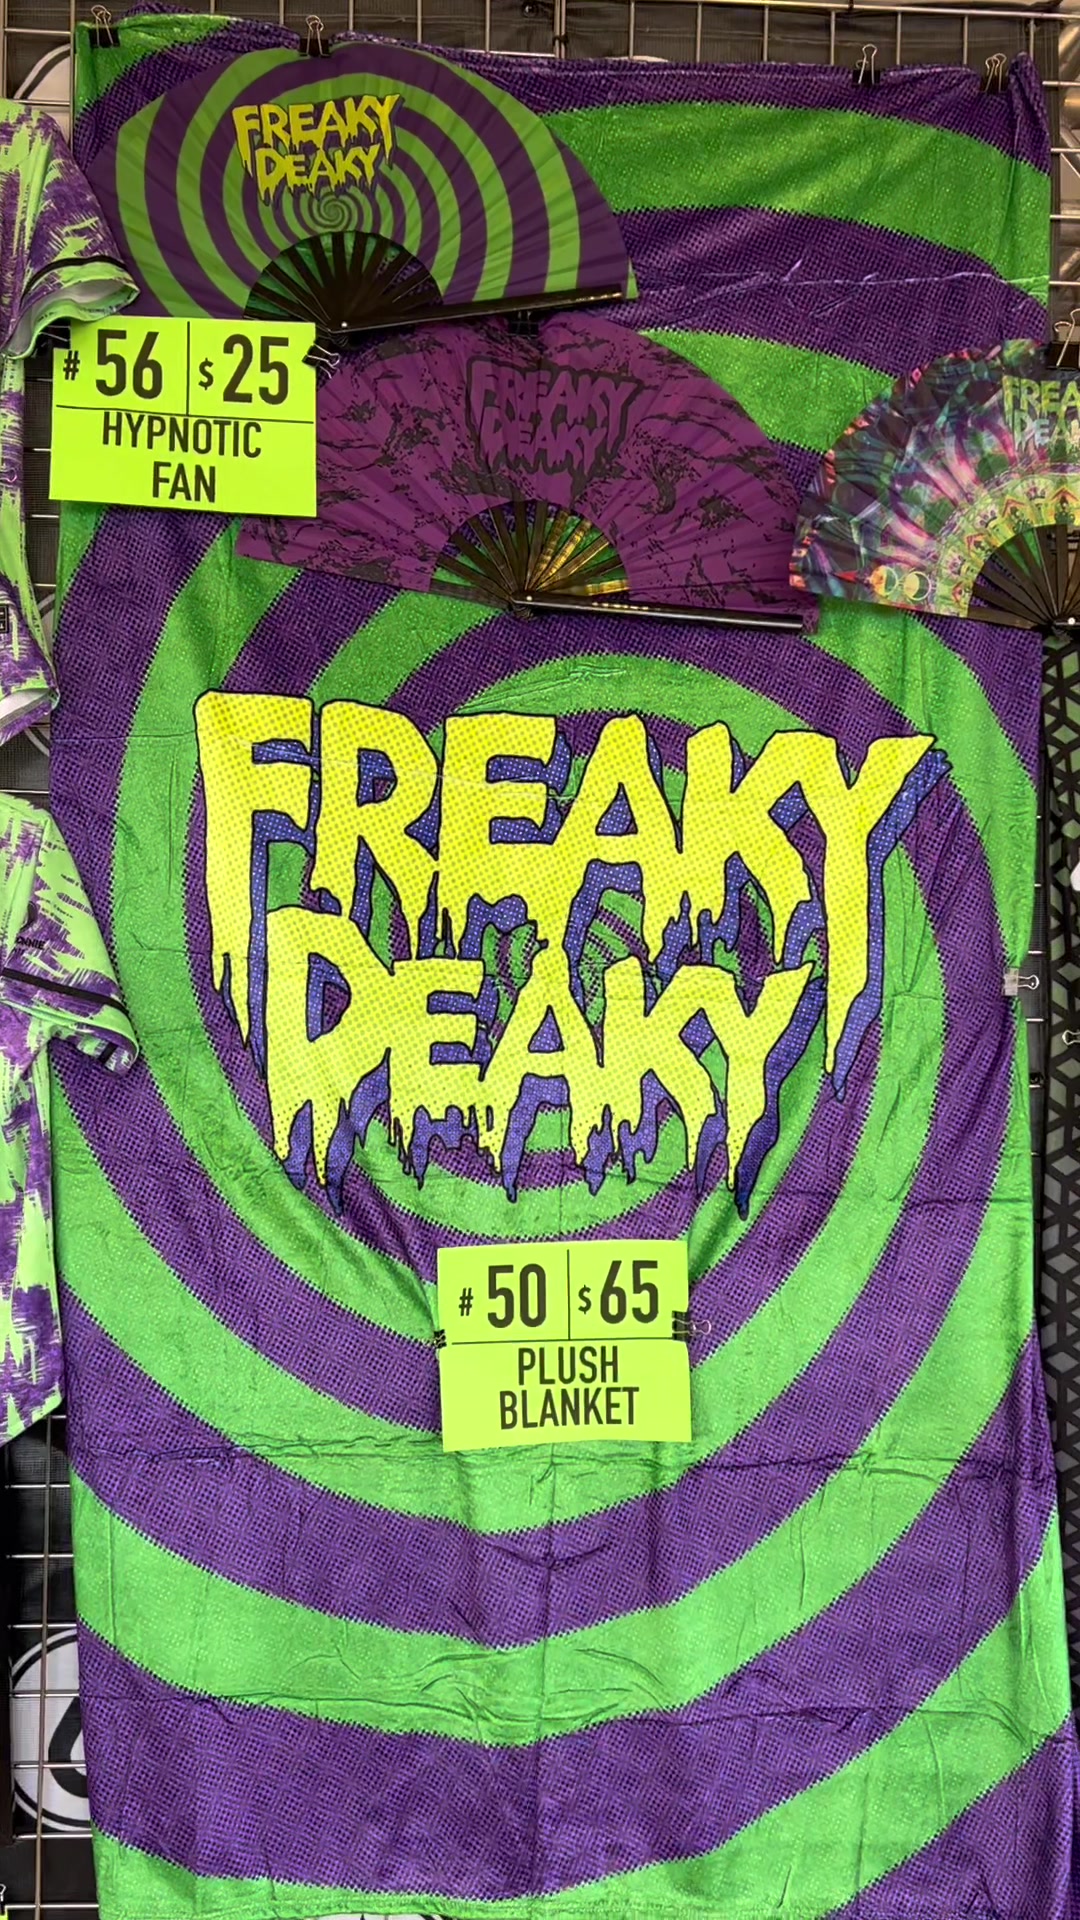 FREAKY
DEAKY
# 56 $ 25
HYPNOTIC
FAN
FREAKY
DEAKY
FREAKY
DEAKY
# 50 $ 65
PLUSH
BLANKET